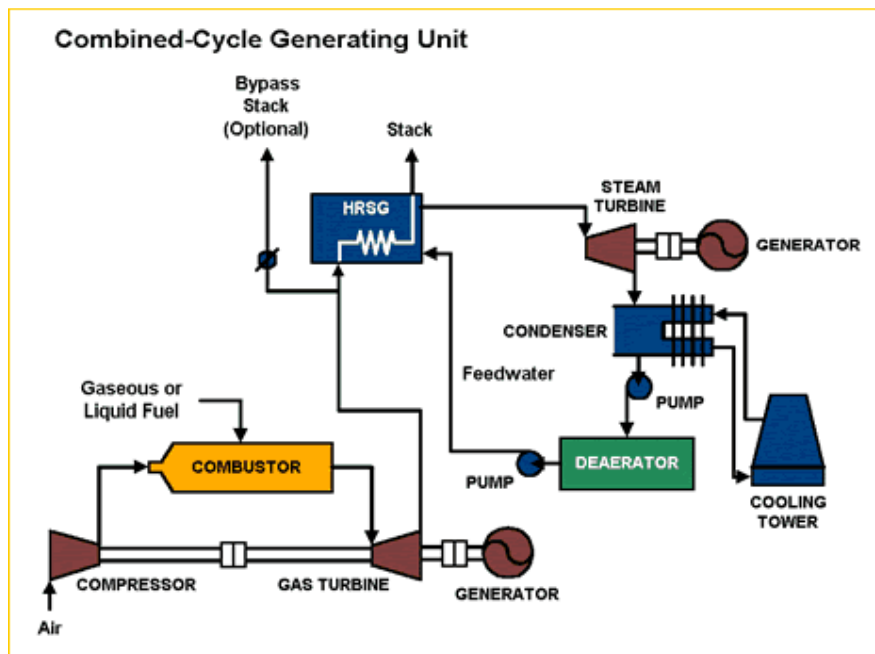 Combined-Cycle Generating Unit
Bypass
Stack
(Optional)
Stack
HRSG
STEAM
TURBINE
GENERATOR
CONDENSER
Feedwater
PUMP
Gaseous or
Liquid Fuel
COMBUSTOR
PUMP
DEAERATOR
COOLING
TOWER
COMPRESSOR
GAS TURBINE
GENERATOR
Air